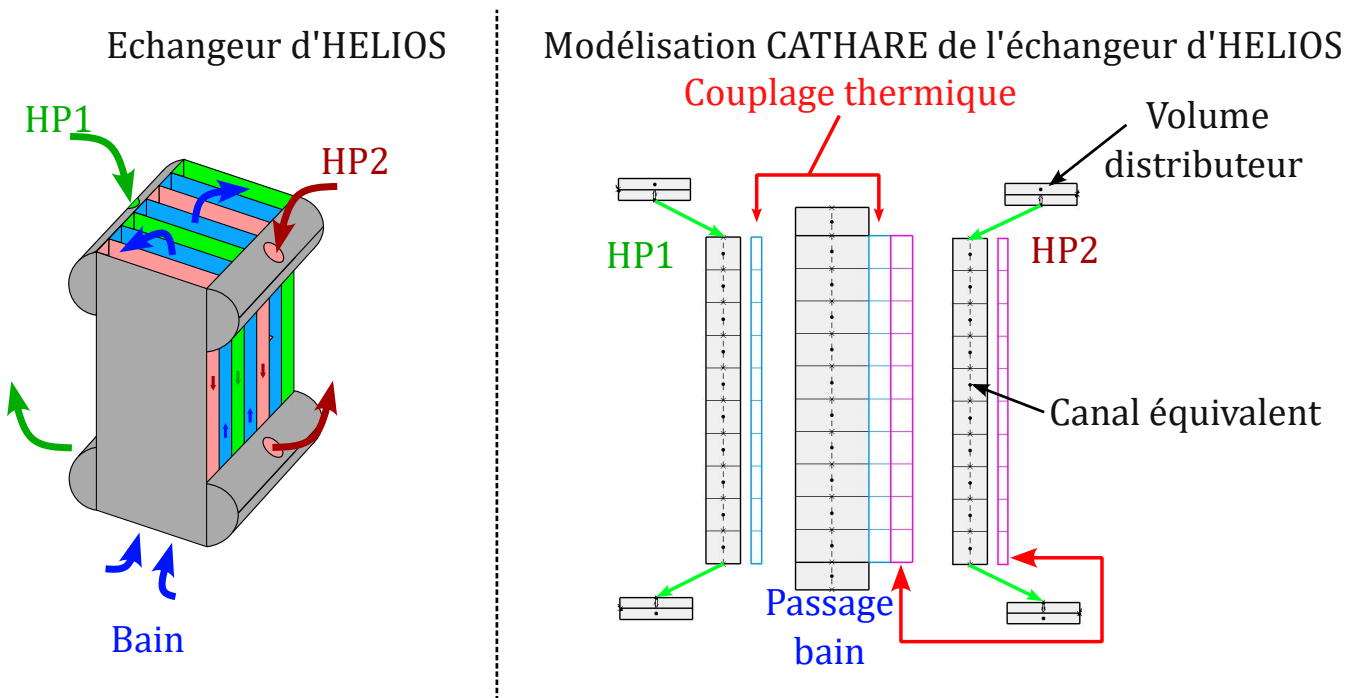 Echangeur d'HELIOS
HP1
HP2
Bain
Modélisation CATHARE de l'échangeur d'HELIOS
Couplage thermique
Volume
distributeur
HP1
HP2
Canal équivalent
Passage
bain